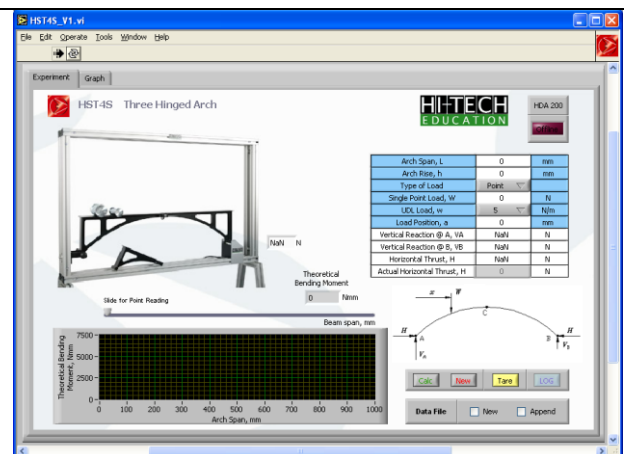 HST4S_V1.vi
File Edit Operate Tools Window Help
Experiment Graph
HST4S Three Hinged Arch
HI-TECH
EDUCATION
HDA 200
Offline
Arch Span, L 0 mm
Arch Rise, h 0 mm
Type of Load Point
Single Point Load, W 0 N
UDL Load, w 5 N/m
Load Position, a 0 mm
Vertical Reaction @ A, VA NaN N
Vertical Reaction @ B, VB NaN N
Horizontal Thrust, H NaN N
Actual Horizontal Thrust, H 0 N
NaN N
Theoretical
Bending Moment
0 Nmm
Slide for Point Reading
Beam span, mm
Theoretical Bending
Moment, Nmm
7500
5000
2500
0
0 100 200 300 400 500 600 700 800 900 1000
Arch Span, mm
x W
C
H A B H
VA VB
Calc New Tare LOG
Data File New Append